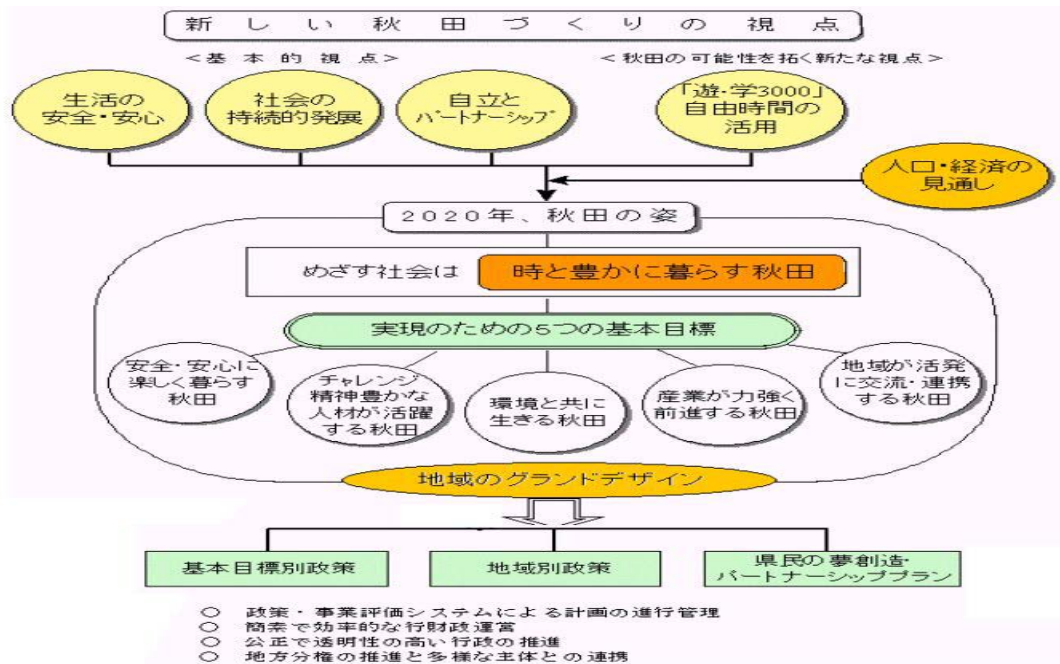 新しい秋田づくりの視点
<基本的視点>
<秋田の可能性を拓く新たな視点>
生活の
安全・安心
社会の
持続的発展
自立と
パートナーシップ
「遊・学3000」
自由時間の
活用
人口・経済の
見通し
2020年、秋田の姿
めざす社会は
時と豊かに暮らす秋田
実現のための5つの基本目標
安全・安心に
楽しく暮らす
秋田
チャレンジ
精神豊かな
人材が活躍
する秋田
環境と共に
生きる秋田
産業が力強く
前進する秋田
地域が活発
に交流・連携
する秋田
地域のグランドデザイン
基本目標別政策
地域別政策
県民の夢創造・
パートナーシッププラン
○ 政策・事業評価システムによる計画の進行管理
○ 簡素で効率的な行財政運営
○ 公正で透明性の高い行政の推進
○ 地方分権の推進と多様な主体との連携